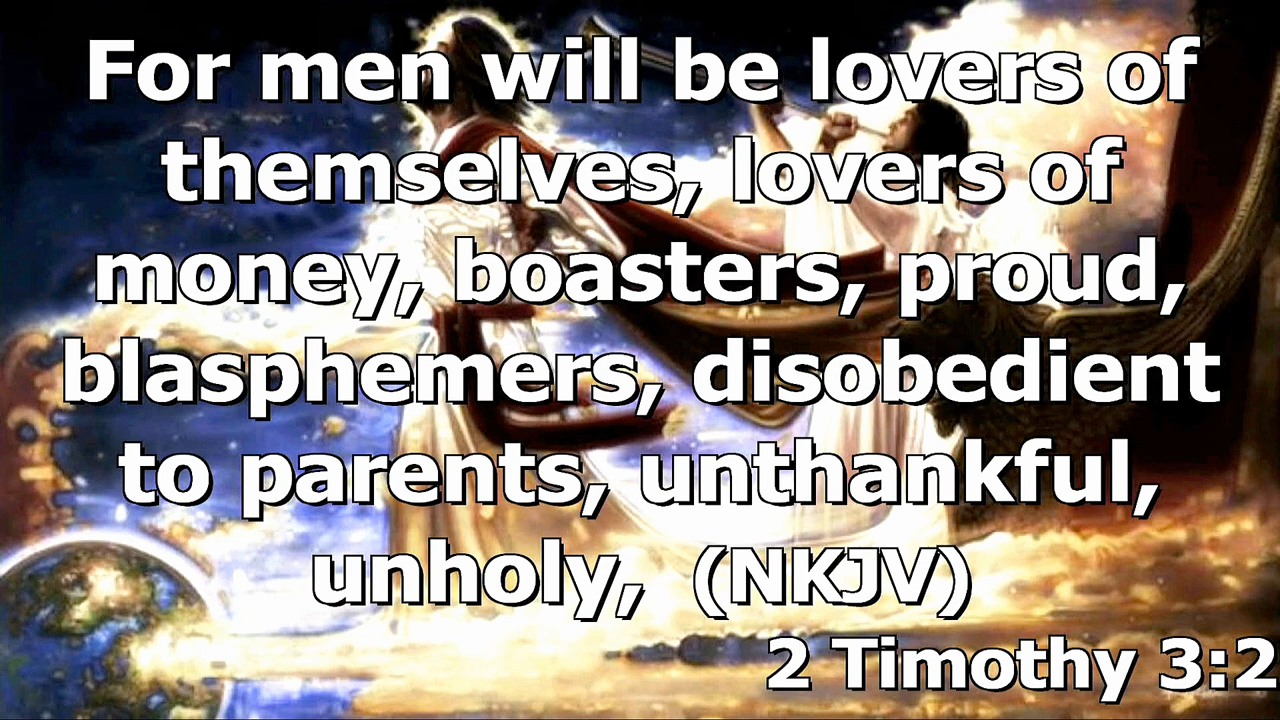 For men will be lovers of
themselves, lovers of
money, boasters, proud,
blasphemers, disobedient
to parents, unthankful,
unholy, (NKJV)
2 Timothy 3:2